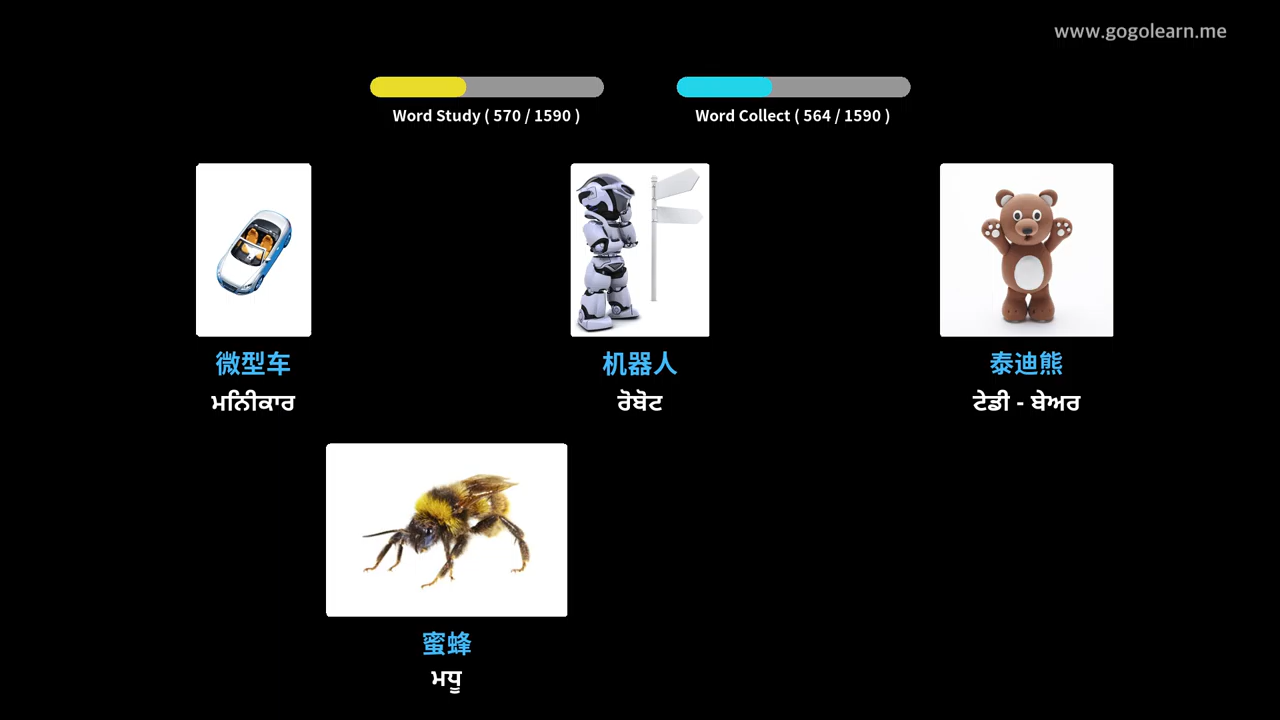 www.gogolearn.me
Word Study ( 570 / 1590 )
Word Collect ( 564 / 1590 )
微型车
ਮਨਿੀਕਾਰ
机器人
ਰੋਬੋਟ
泰迪熊
ਟੇਡੀ - ਬੇਅਰ
蜜蜂
ਮਧੂ